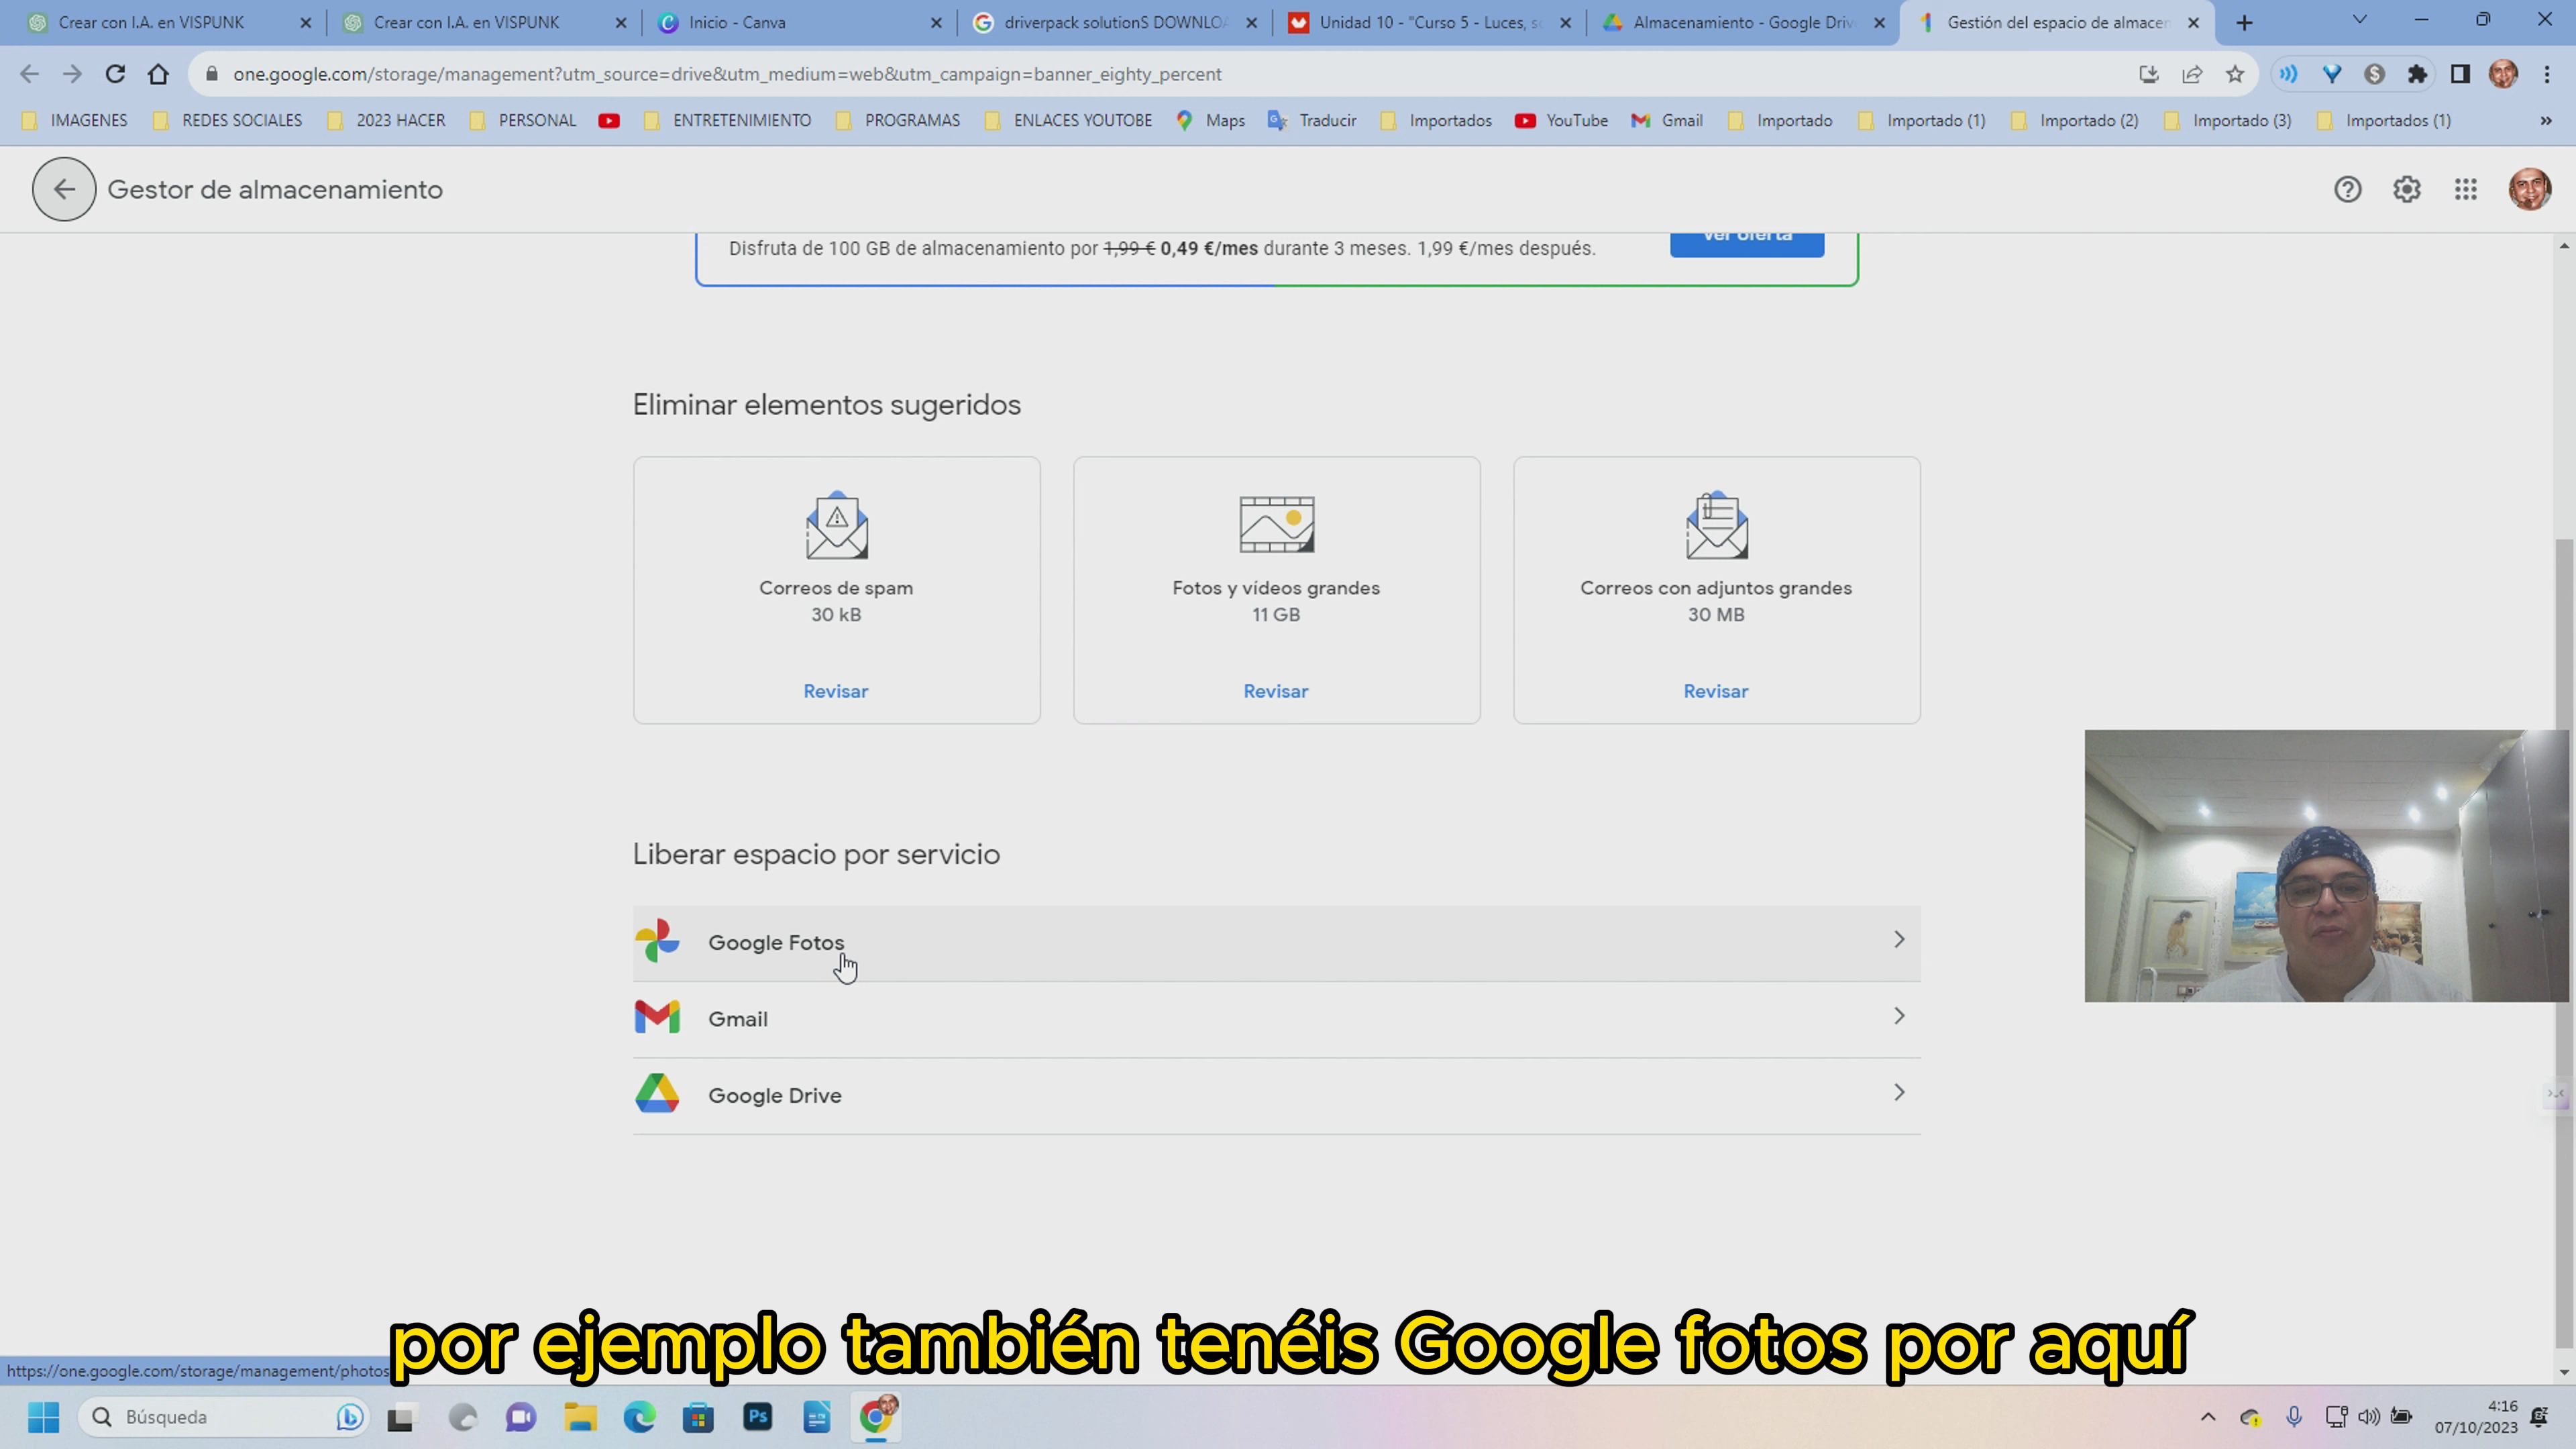 Crear con I.A. en VISPUNK
Crear con I.A. en VISPUNK
Inicio - Canva
driverpack solutionS DOWNLOA
Unidad 10 - "Curso 5 - Luces, so
Almacenamiento - Google Driv
Gestión del espacio de almacen
one.google.com/storage/management?utm_source=drive&utm_medium=web&utm_campaign=banner_eighty_percent
IMAGENES
REDES SOCIALES
2023 HACER
PERSONAL
ENTRETENIMIENTO
PROGRAMAS
ENLACES YOUTOBE
Maps
Traducir
Importados
YouTube
Gmail
Importado
Importado (1)
Importado (2)
Importado (3)
Importados (1)
»
Gestor de almacenamiento
Disfruta de 100 GB de almacenamiento por 1,99 € 0,49 €/mes durante 3 meses. 1,99 €/mes después.
Ver oferta
Eliminar elementos sugeridos
Correos de spam
30 kB
Revisar
Fotos y vídeos grandes
11 GB
Revisar
Correos con adjuntos grandes
30 MB
Revisar
Liberar espacio por servicio
Google Fotos
Gmail
Google Drive
por ejemplo también tenéis Google fotos por aquí
https://one.google.com/storage/management/photos
Búsqueda
Ps
4:16
07/10/2023